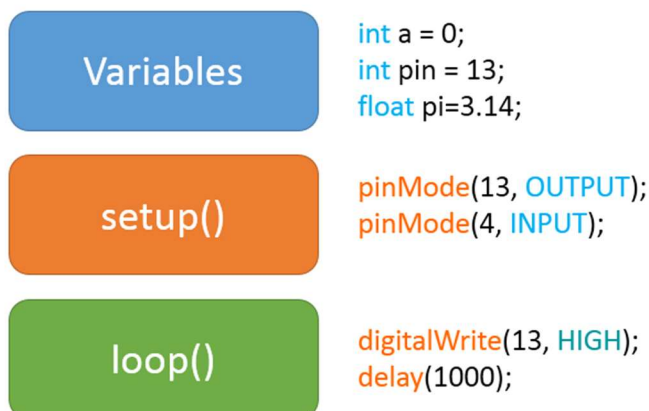 Variables
int a = 0;
int pin = 13;
float pi=3.14;
setup()
pinMode(13, OUTPUT);
pinMode(4, INPUT);
loop()
digitalWrite(13, HIGH);
delay(1000);